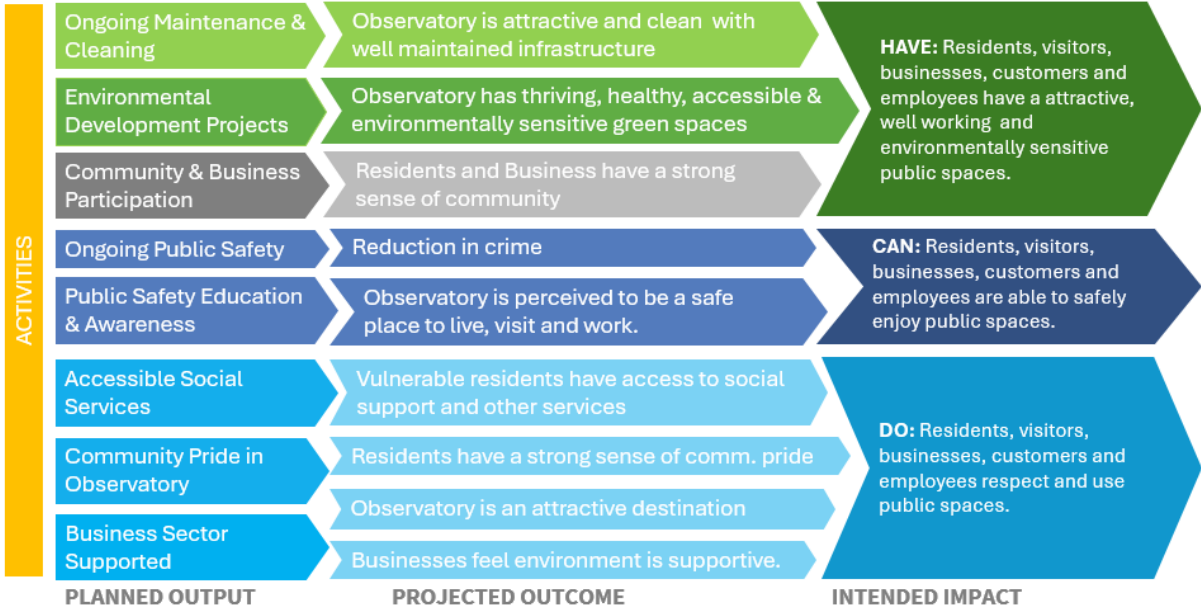 ACTIVITIES
Ongoing Maintenance &
Cleaning
Observatory is attractive and clean with
well maintained infrastructure
Environmental
Development Projects
Observatory has thriving, healthy, accessible &
environmentally sensitive green spaces
Community & Business
Participation
Residents and Business have a strong
sense of community
HAVE: Residents, visitors,
businesses, customers and
employees have a attractive,
well working and
environmentally sensitive
public spaces.
Ongoing Public Safety
Reduction in crime
Public Safety Education
& Awareness
Observatory is perceived to be a safe
place to live, visit and work.
CAN: Residents, visitors,
businesses, customers and
employees are able to safely
enjoy public spaces.
Accessible Social
Services
Vulnerable residents have access to social
support and other services
Community Pride in
Observatory
Residents have a strong sense of comm. pride
Observatory is an attractive destination
Business Sector
Supported
Businesses feel environment is supportive.
DO: Residents, visitors,
businesses, customers and
employees respect and use
public spaces.
PLANNED OUTPUT
PROJECTED OUTCOME
INTENDED IMPACT